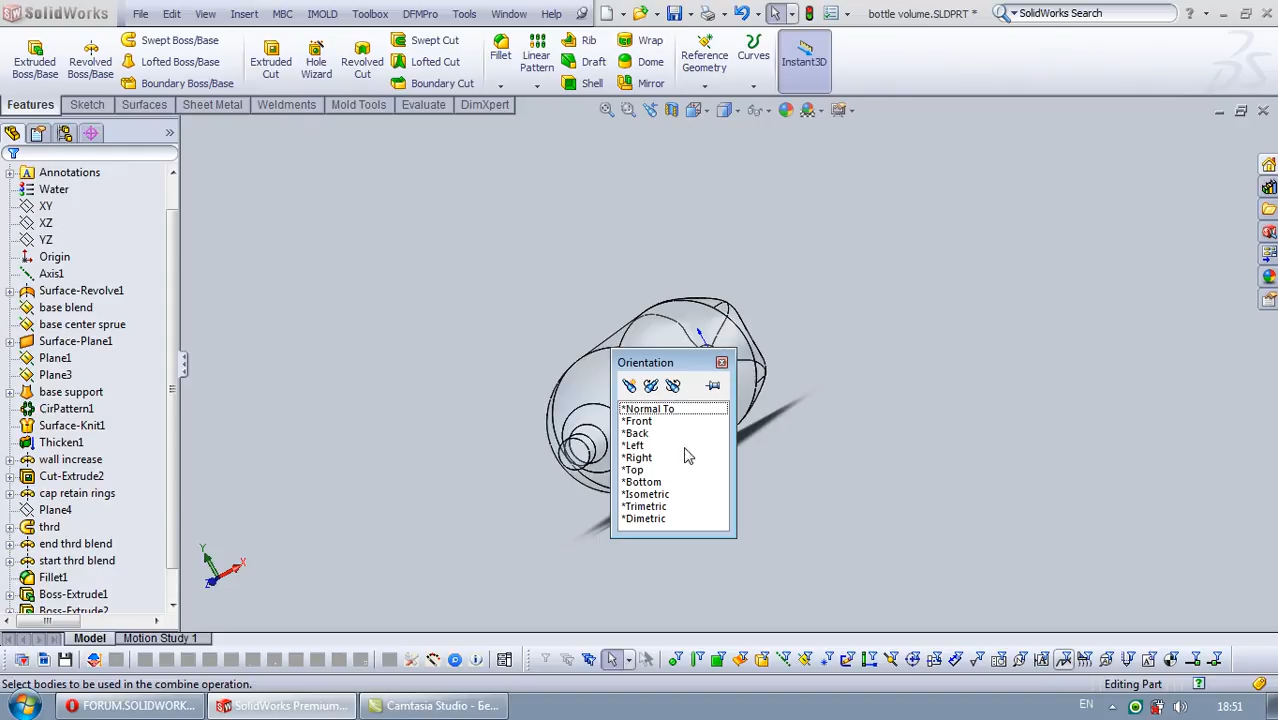 SolidWorks File Edit View Insert MBC IMOLD Toolbox DFMPro Tools Window Help bottle volume.SLDPRT * SolidWorks Search
Extruded Boss/Base
Revolved Boss/Base
Swept Boss/Base
Lofted Boss/Base
Boundary Boss/Base
Extruded Cut
Hole Wizard
Revolved Cut
Swept Cut
Lofted Cut
Boundary Cut
Fillet
Linear Pattern
Rib
Draft
Shell
Wrap
Dome
Mirror
Reference Geometry
Curves
Instant3D
Features Sketch Surfaces Sheet Metal Weldments Mold Tools Evaluate DimXpert
Annotations
Water
XY
XZ
YZ
Origin
Axis1
Surface-Revolve1
base blend
base center sprue
Surface-Plane1
Plane1
Plane3
base support
CirPattern1
Surface-Knit1
Thicken1
wall increase
Cut-Extrude2
cap retain rings
Plane4
thrd
end thrd blend
start thrd blend
Fillet1
Boss-Extrude1
Boss-Extrude2
Orientation
*Normal To
*Front
*Back
*Left
*Right
*Top
*Bottom
*Isometric
*Trimetric
*Dimetric
Y
X
Z
Model Motion Study 1
Select bodies to be used in the combine operation. Editing Part
FORUM.SOLIDWORK... SolidWorks Premium... Camtasia Studio - Бе... EN 18:51